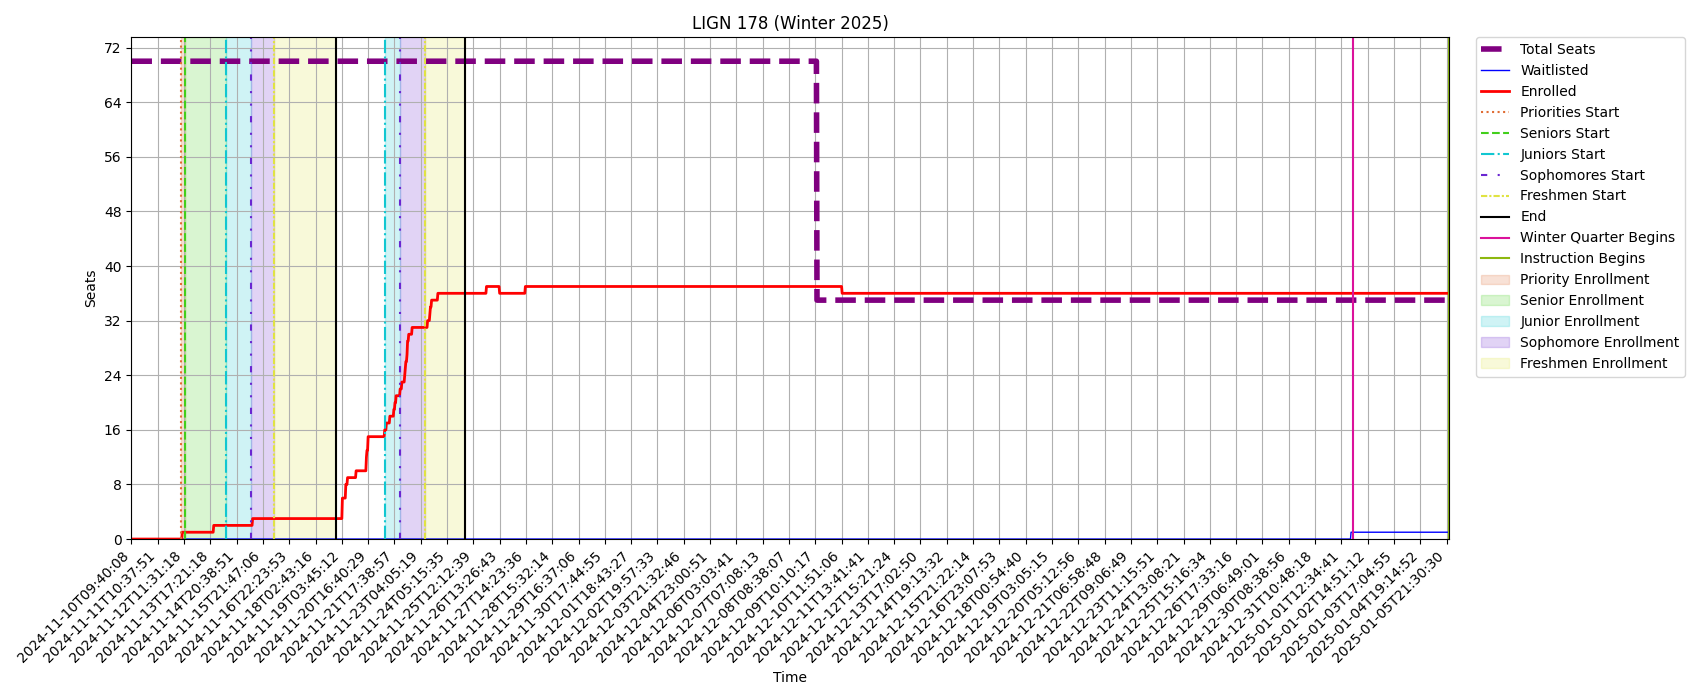 LIGN 178 (Winter 2025)
72
64
56
48
40
32
24
16
8
0
Seats
2024-11-10T09:40:08
2024-11-11T10:37:51
2024-11-12T11:31:18
2024-11-13T17:21:18
2024-11-14T20:38:51
2024-11-15T21:47:06
2024-11-16T22:23:53
2024-11-18T02:43:16
2024-11-19T03:45:12
2024-11-20T16:40:29
2024-11-21T17:38:57
2024-11-23T04:05:19
2024-11-24T05:15:35
2024-11-25T12:12:39
2024-11-26T13:26:43
2024-11-27T14:23:36
2024-11-28T15:32:14
2024-11-29T16:37:06
2024-11-30T17:44:55
2024-12-01T18:43:27
2024-12-02T19:57:33
2024-12-03T21:32:46
2024-12-04T23:00:51
2024-12-06T03:03:41
2024-12-07T07:08:13
2024-12-08T08:38:07
2024-12-09T10:10:17
2024-12-10T11:51:06
2024-12-11T13:41:41
2024-12-12T15:21:24
2024-12-13T17:02:50
2024-12-14T19:13:32
2024-12-15T21:22:14
2024-12-16T23:07:53
2024-12-18T00:54:40
2024-12-19T03:05:15
2024-12-20T05:12:56
2024-12-21T06:58:48
2024-12-22T09:06:49
2024-12-23T11:15:51
2024-12-24T13:08:21
2024-12-25T15:16:34
2024-12-26T17:33:16
2024-12-29T06:49:01
2024-12-30T08:38:56
2024-12-31T10:48:18
2025-01-01T12:34:41
2025-01-02T14:51:12
2025-01-03T17:04:55
2025-01-04T19:14:52
2025-01-05T21:30:30
Time
Total Seats
Waitlisted
Enrolled
Priorities Start
Seniors Start
Juniors Start
Sophomores Start
Freshmen Start
End
Winter Quarter Begins
Instruction Begins
Priority Enrollment
Senior Enrollment
Junior Enrollment
Sophomore Enrollment
Freshmen Enrollment